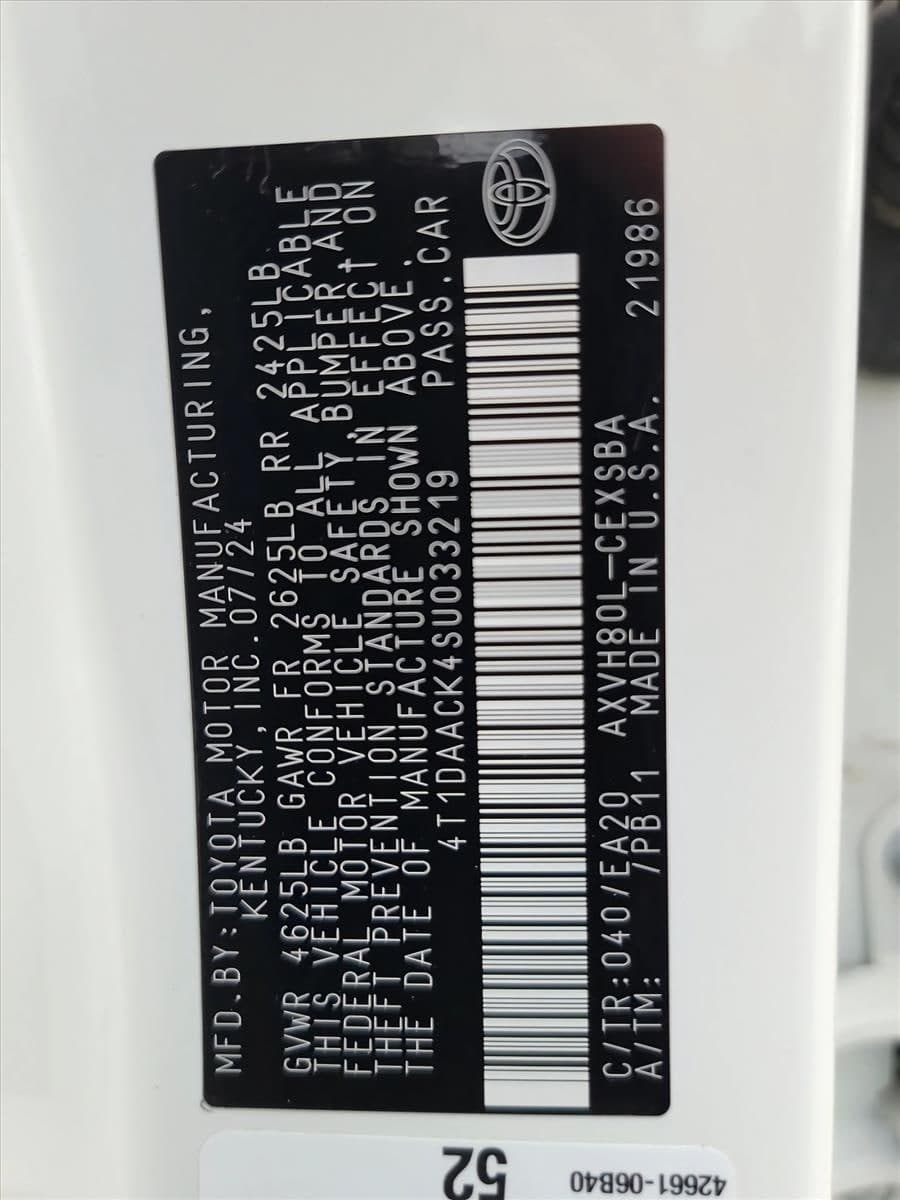 MFD.BY:TOYOTA MOTOR MANUFACTURING,
KENTUCKY,INC.07/24
GVWR 4625LB GAWR FR 2625LB RR 2425LB
THIS VEHICLE CONFORMS TO ALL APPLICABLE
FEDERAL MOTOR VEHICLE SAFETY, BUMPER, AND
THEFT PREVENTION STANDARDS IN EFFECT ON
THE DATE OF MANUFACTURE SHOWN ABOVE.
4T1DAACK4SU033219 PASS.CAR
C/TR:040/EA20 AXVH80L-CEXSBA
A/TM: /PB11 MADE IN U.S.A. 21986
52
42661-06B40